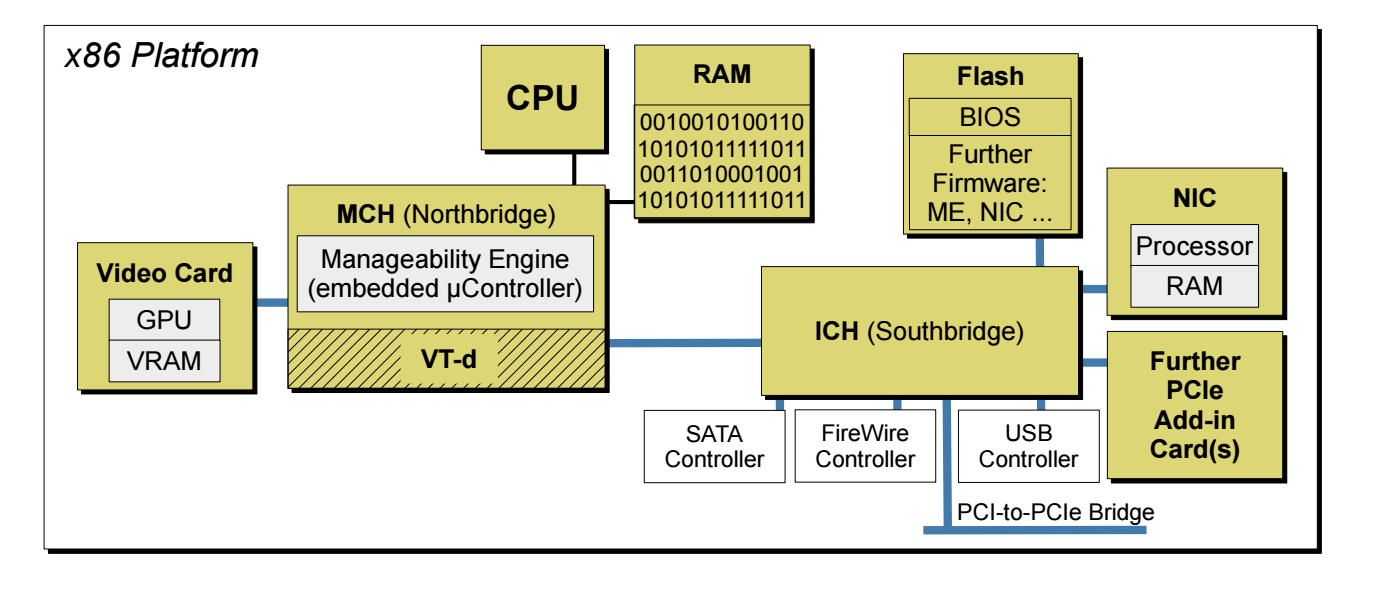 x86 Platform
CPU
RAM
0010010100110
10101011111011
0011010001001
10101011111011
Flash
BIOS
Further
Firmware:
ME, NIC ...
MCH (Northbridge)
Manageability Engine
(embedded µController)
VT-d
Video Card
GPU
VRAM
ICH (Southbridge)
NIC
Processor
RAM
Further
PCIe
Add-in
Card(s)
SATA
Controller
FireWire
Controller
USB
Controller
PCI-to-PCIe Bridge